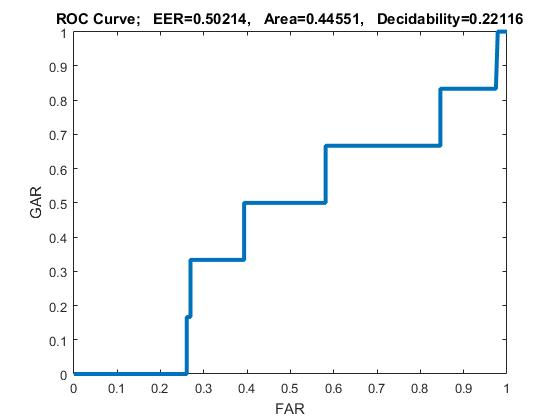 ROC Curve; EER=0.50214, Area=0.44551, Decidability=0.22116
1
0.9
0.8
0.7
0.6
0.5
0.4
0.3
0.2
0.1
0
GAR
0 0.1 0.2 0.3 0.4 0.5 0.6 0.7 0.8 0.9 1
FAR